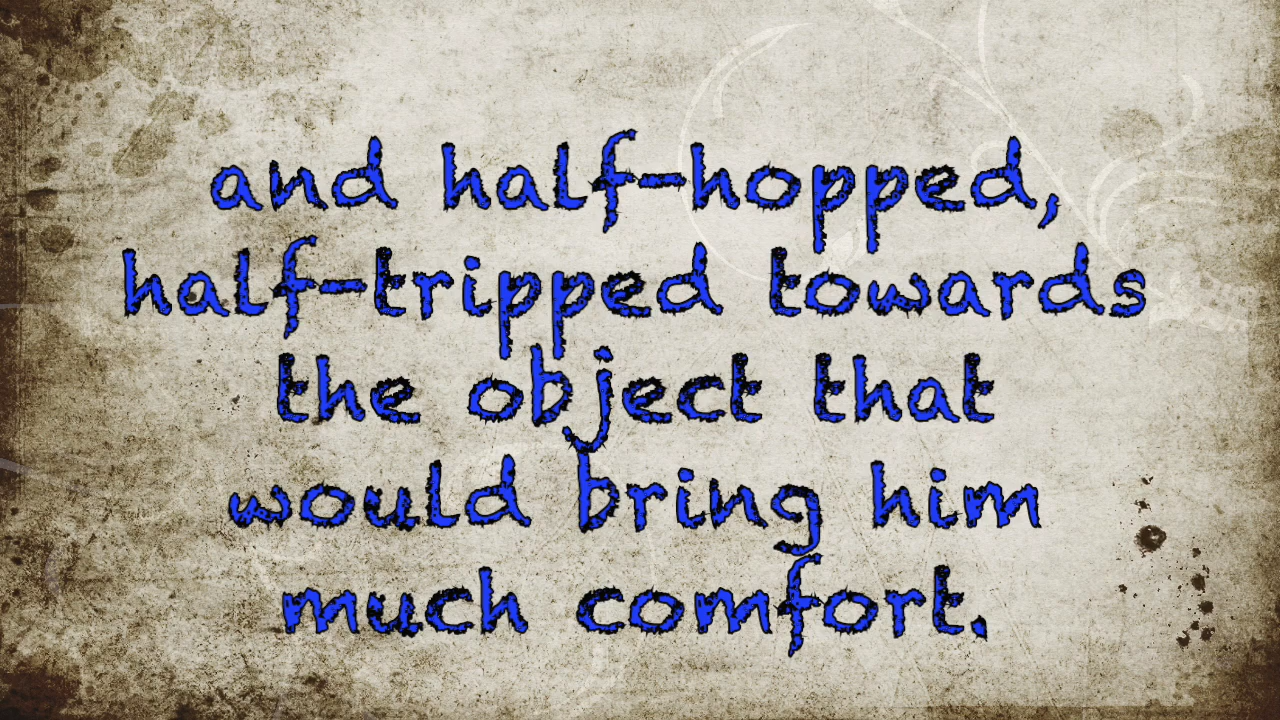 and half-hopped,
half-tripped towards
the object that
would bring him
much comfort.